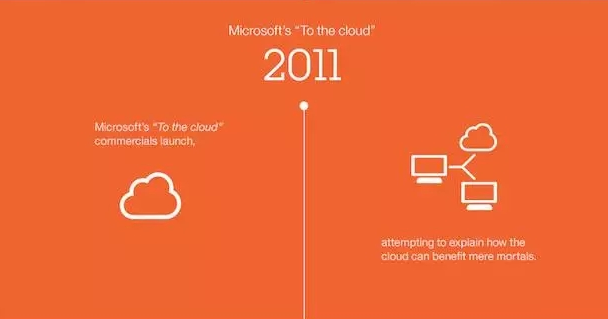 Microsoft's "To the cloud"
2011
Microsoft's "To the cloud"
commercials launch,
attempting to explain how the
cloud can benefit mere mortals.